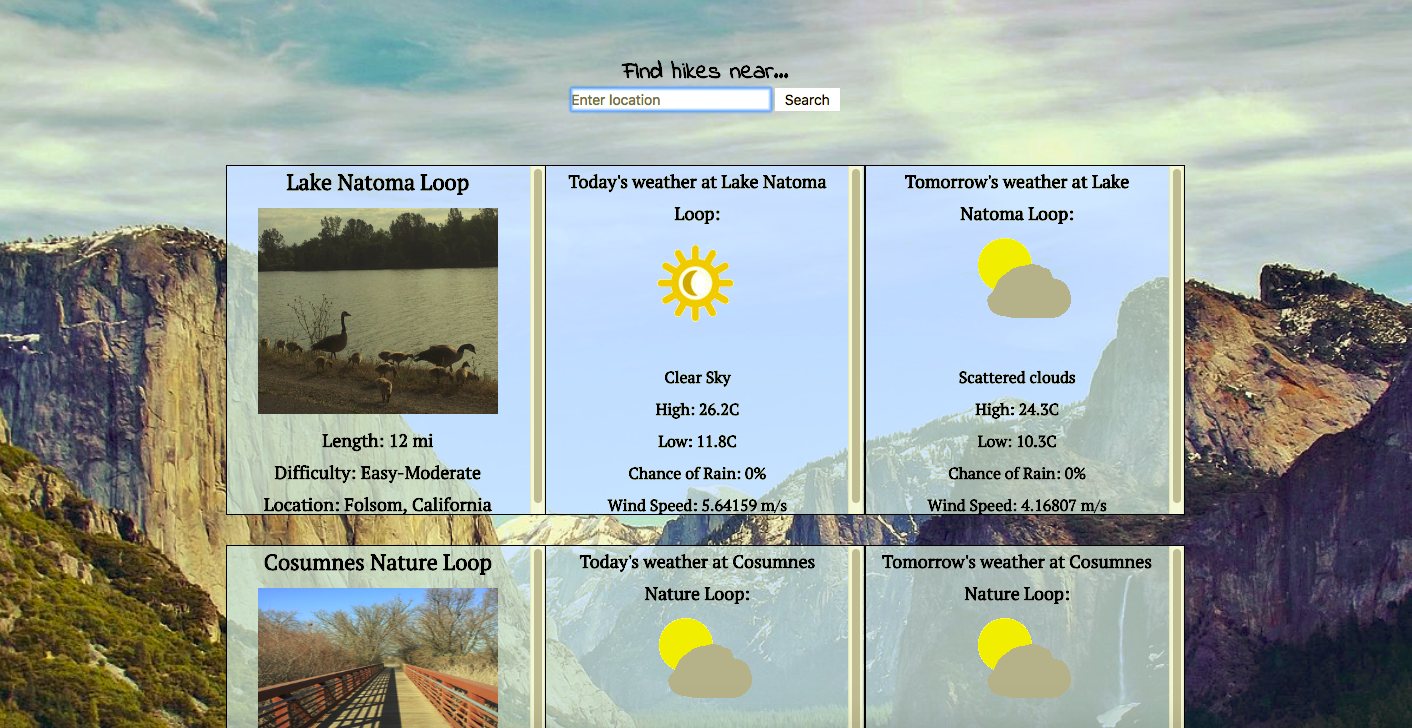 Find hikes near...
Enter location
Search
Lake Natoma Loop
Length: 12 mi
Difficulty: Easy-Moderate
Location: Folsom, California
Today's weather at Lake Natoma
Loop:
Clear Sky
High: 26.2C
Low: 11.8C
Chance of Rain: 0%
Wind Speed: 5.64159 m/s
Tomorrow's weather at Lake
Natoma Loop:
Scattered clouds
High: 24.3C
Low: 10.3C
Chance of Rain: 0%
Wind Speed: 4.16807 m/s
Cosumnes Nature Loop
Today's weather at Cosumnes
Nature Loop:
Tomorrow's weather at Cosumnes
Nature Loop: